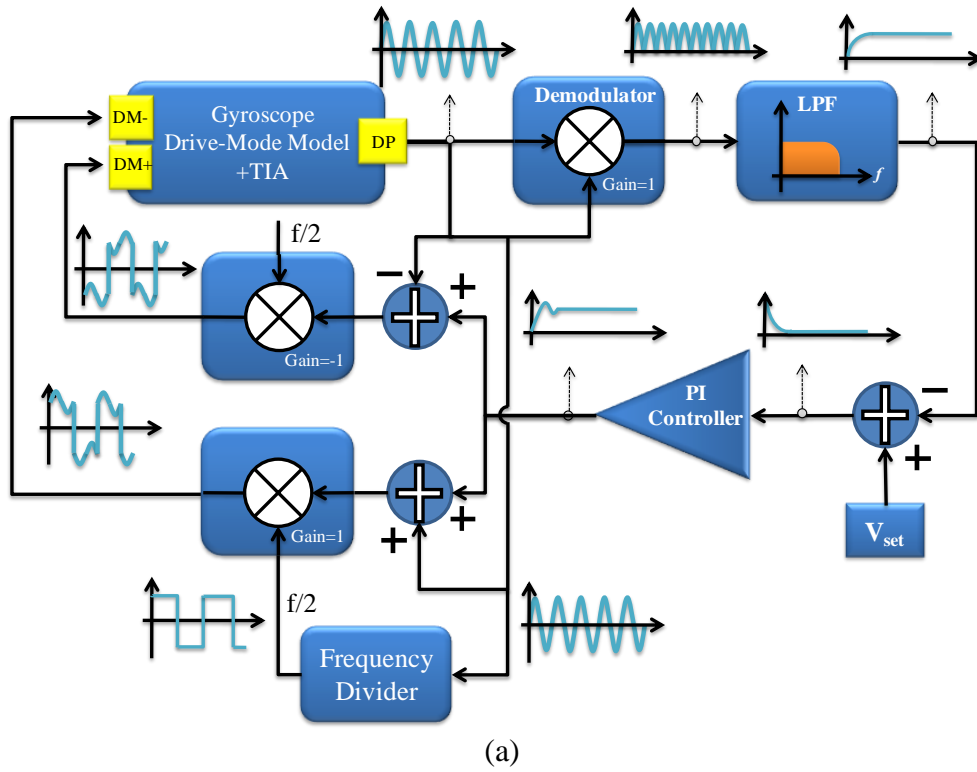 Demodulator
LPF
DM-
DM+
Gyroscope
Drive-Mode Model
+TIA
DP
Gain=1
f
f/2
−
+
Gain=-1
PI
Controller
−
+
Gain=1
+
+
V_set
f/2
Frequency
Divider
(a)